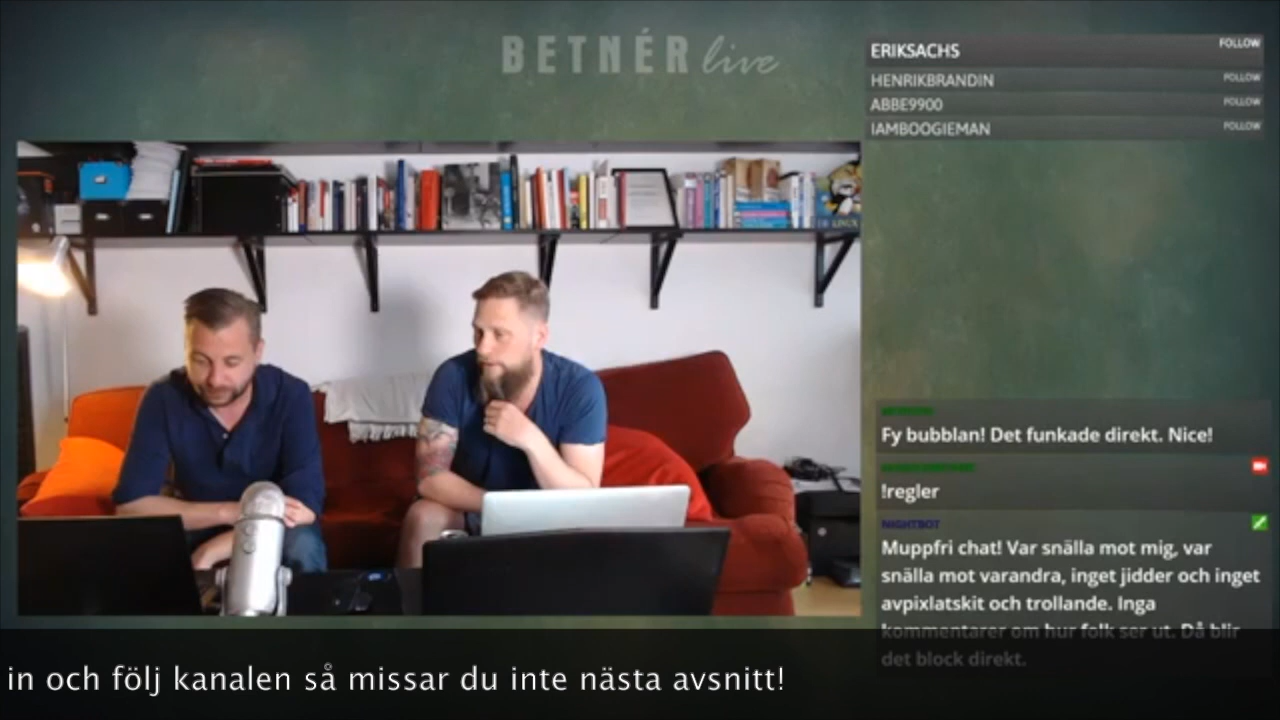 BETNÉR live
ERIKSACHS FOLLOW
HENRIKBRANDIN FOLLOW
ABBE9900 FOLLOW
IAMBOOGIEMAN FOLLOW
Fy bubblan! Det funkade direkt. Nice!
!regler
NIGHTBOT
Muppfri chat! Var snälla mot mig, var
snälla mot varandra, inget jidder och inget
avpixlatskit och trollande. Inga
kommentarer om hur folk ser ut. Då blir
det block direkt.
in och följ kanalen så missar du inte nästa avsnitt!